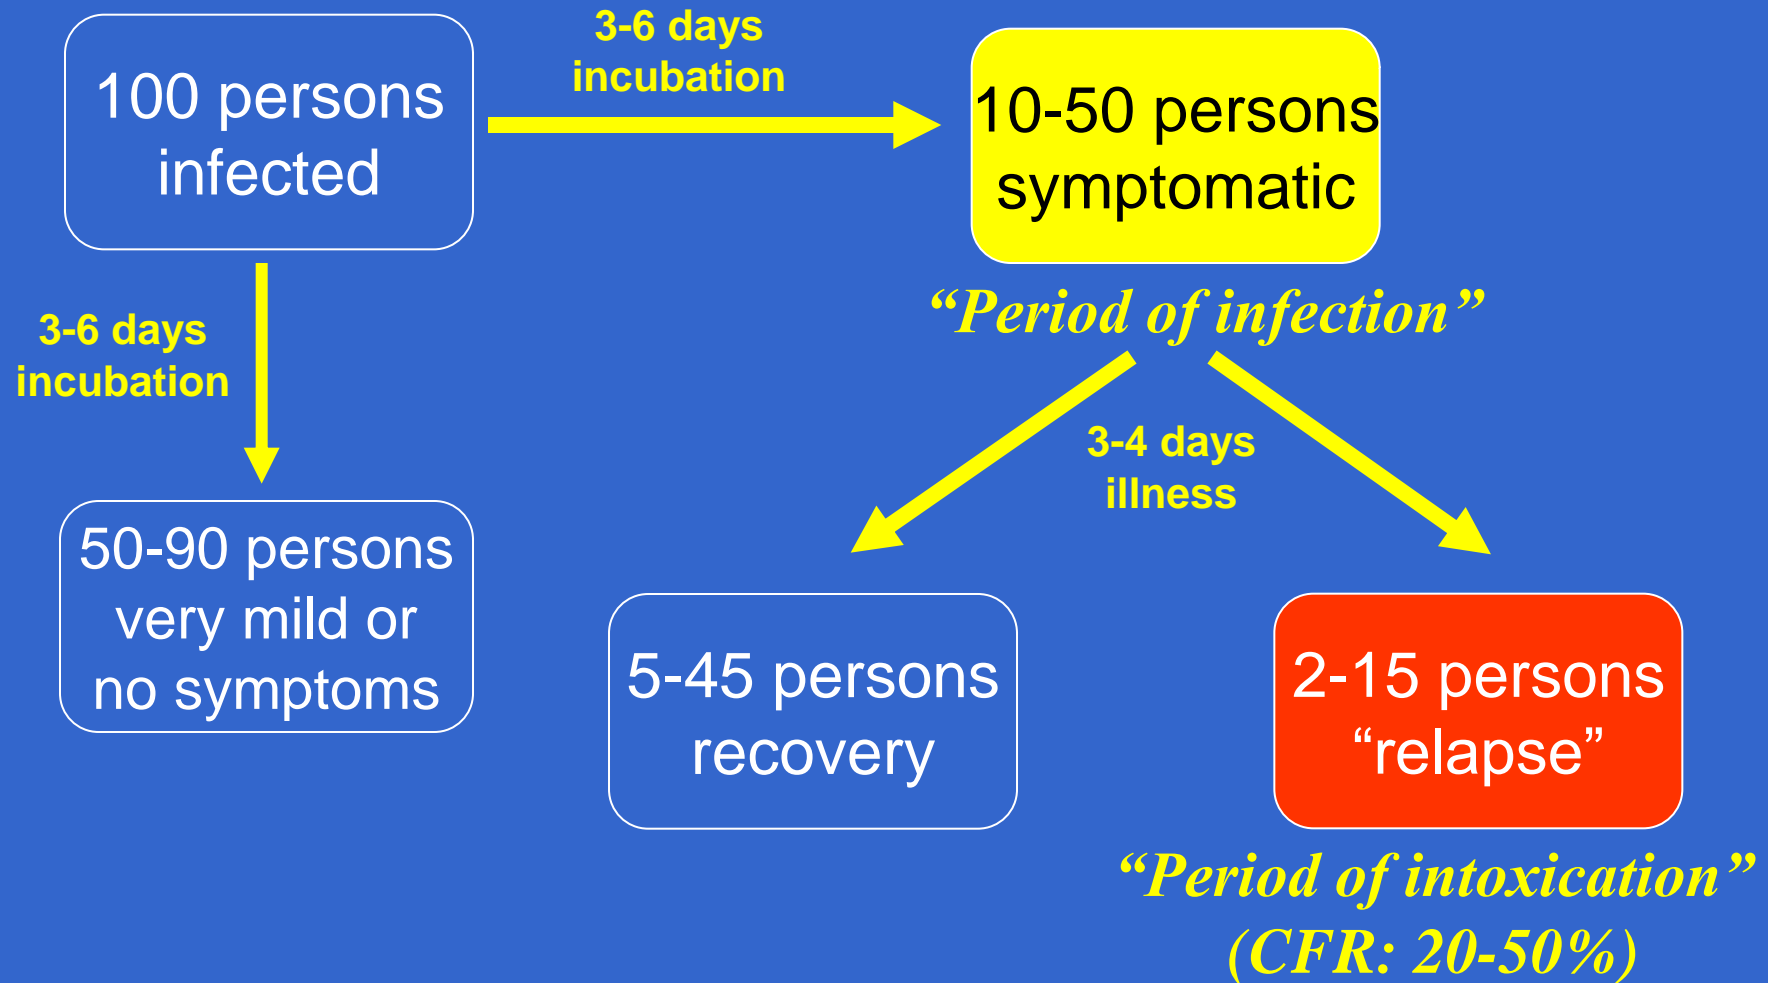 100 persons
infected
3-6 days
incubation
10-50 persons
symptomatic
“Period of infection”
3-6 days
incubation
3-4 days
illness
50-90 persons
very mild or
no symptoms
5-45 persons
recovery
2-15 persons
“relapse”
“Period of intoxication”
(CFR: 20-50%)